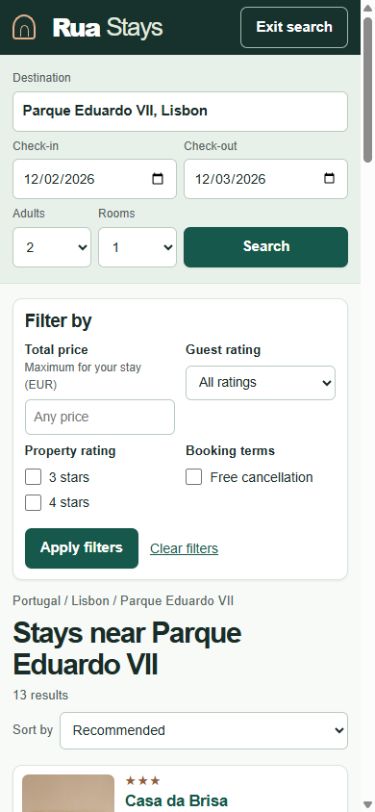 Rua Stays
Exit search
Destination
Parque Eduardo VII, Lisbon
Check-in
Check-out
12/02/2026
12/03/2026
Adults
Rooms
2
1
Search
Filter by
Total price
Maximum for your stay
(EUR)
Any price
Guest rating
All ratings
Property rating
3 stars
4 stars
Booking terms
Free cancellation
Apply filters
Clear filters
Portugal / Lisbon / Parque Eduardo VII
Stays near Parque
Eduardo VII
13 results
Sort by
Recommended
★★★
Casa da Brisa